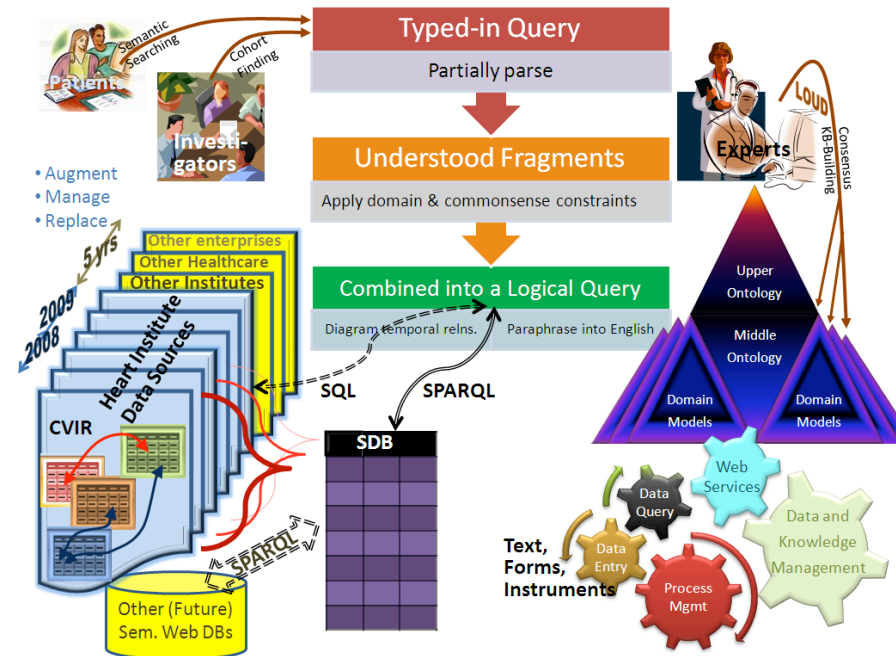 Typed-in Query
Partially parse
Semantic
Searching
Patients
Cohort
Finding
Investi-
gators
• Augment
• Manage
• Replace
Understood Fragments
Apply domain & commonsense constraints
Combined into a Logical Query
Diagram temporal relns.
Paraphrase into English
LOUD
Experts
Consensus
KB-Building
Upper
Ontology
Middle
Ontology
Domain
Models
Domain
Models
5 yrs
2009
2008
Other enterprises
Other Healthcare
Other Institutes
Heart Institute
Data Sources
CVIR
SQL
SPARQL
SDB
SPARQL
Other (Future)
Sem. Web DBs
Web
Services
Data
Query
Data and
Knowledge
Management
Text,
Forms,
Instruments
Data
Entry
Process
Mgmt